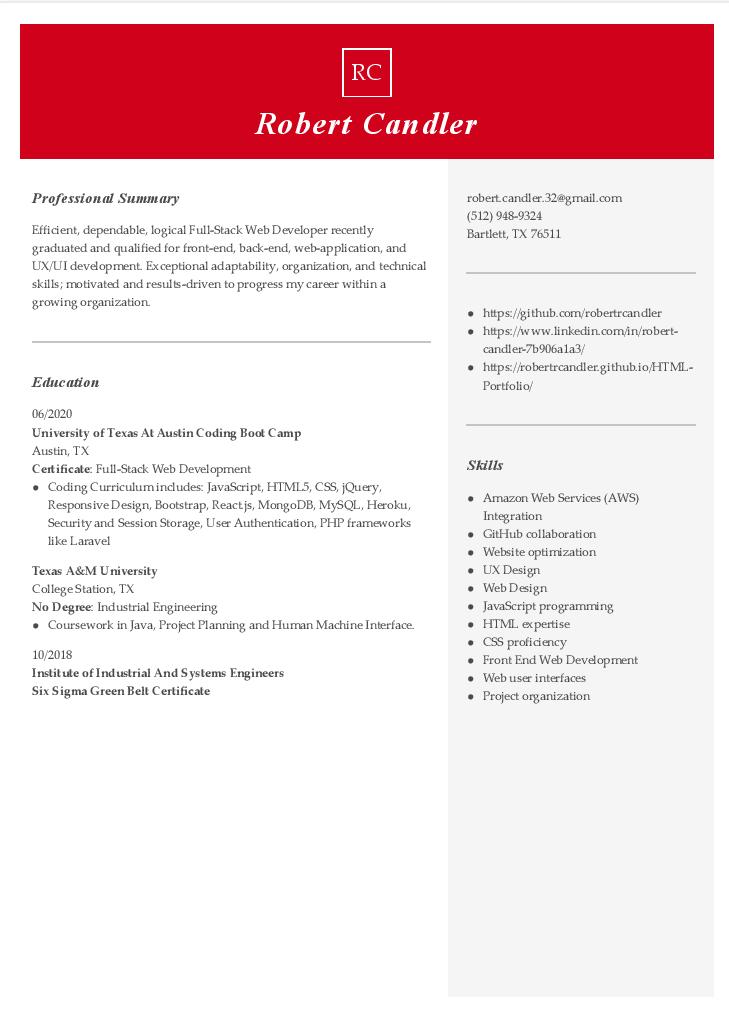 RC
Robert Candler
Professional Summary
Efficient, dependable, logical Full-Stack Web Developer recently
graduated and qualified for front-end, back-end, web-application, and
UX/UI development. Exceptional adaptability, organization, and technical
skills; motivated and results-driven to progress my career within a
growing organization.
Education
06/2020
University of Texas At Austin Coding Boot Camp
Austin, TX
Certificate: Full-Stack Web Development
● Coding Curriculum includes: JavaScript, HTML5, CSS, jQuery,
Responsive Design, Bootstrap, React.js, MongoDB, MySQL, Heroku,
Security and Session Storage, User Authentication, PHP frameworks
like Laravel
Texas A&M University
College Station, TX
No Degree: Industrial Engineering
● Coursework in Java, Project Planning and Human Machine Interface.
10/2018
Institute of Industrial And Systems Engineers
Six Sigma Green Belt Certificate
robert.candler.32@gmail.com
(512) 948-9324
Bartlett, TX 76511
● https://github.com/robertrcandler
● https://www.linkedin.com/in/robert-
candler-7b906a1a3/
● https://robertrcandler.github.io/HTML-
Portfolio/
Skills
● Amazon Web Services (AWS)
Integration
● GitHub collaboration
● Website optimization
● UX Design
● Web Design
● JavaScript programming
● HTML expertise
● CSS proficiency
● Front End Web Development
● Web user interfaces
● Project organization